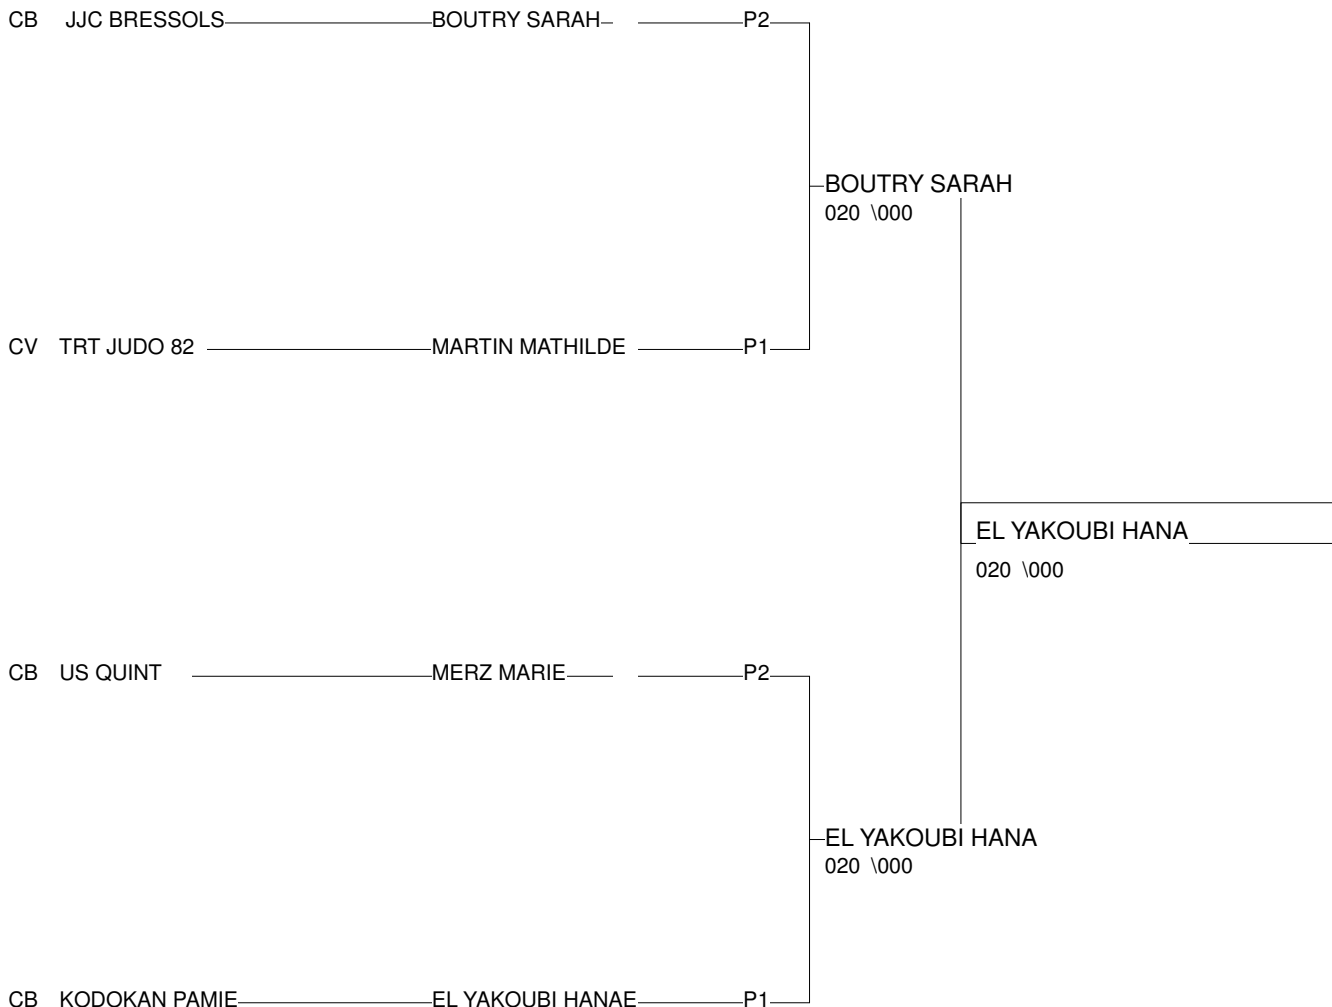 CB JJC BRESSOLS BOUTRY SARAH P2
BOUTRY SARAH
020 \000
CV TRT JUDO 82 MARTIN MATHILDE P1
EL YAKOUBI HANA
020 \000
CB US QUINT MERZ MARIE P2
EL YAKOUBI HANA
020 \000
CB KODOKAN PAMIE EL YAKOUBI HANAE P1